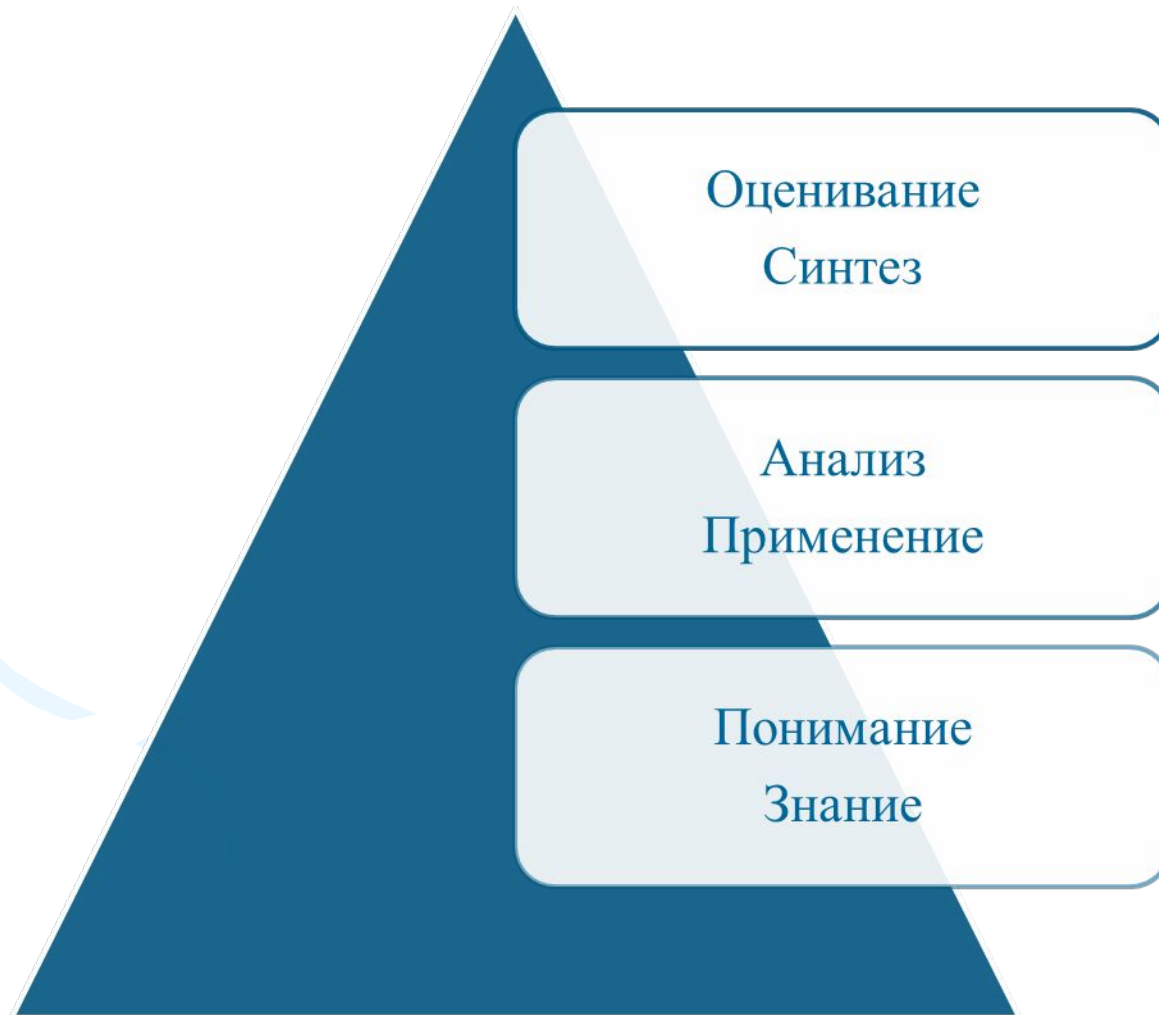 Оценивание
Синтез
Анализ
Применение
Понимание
Знание